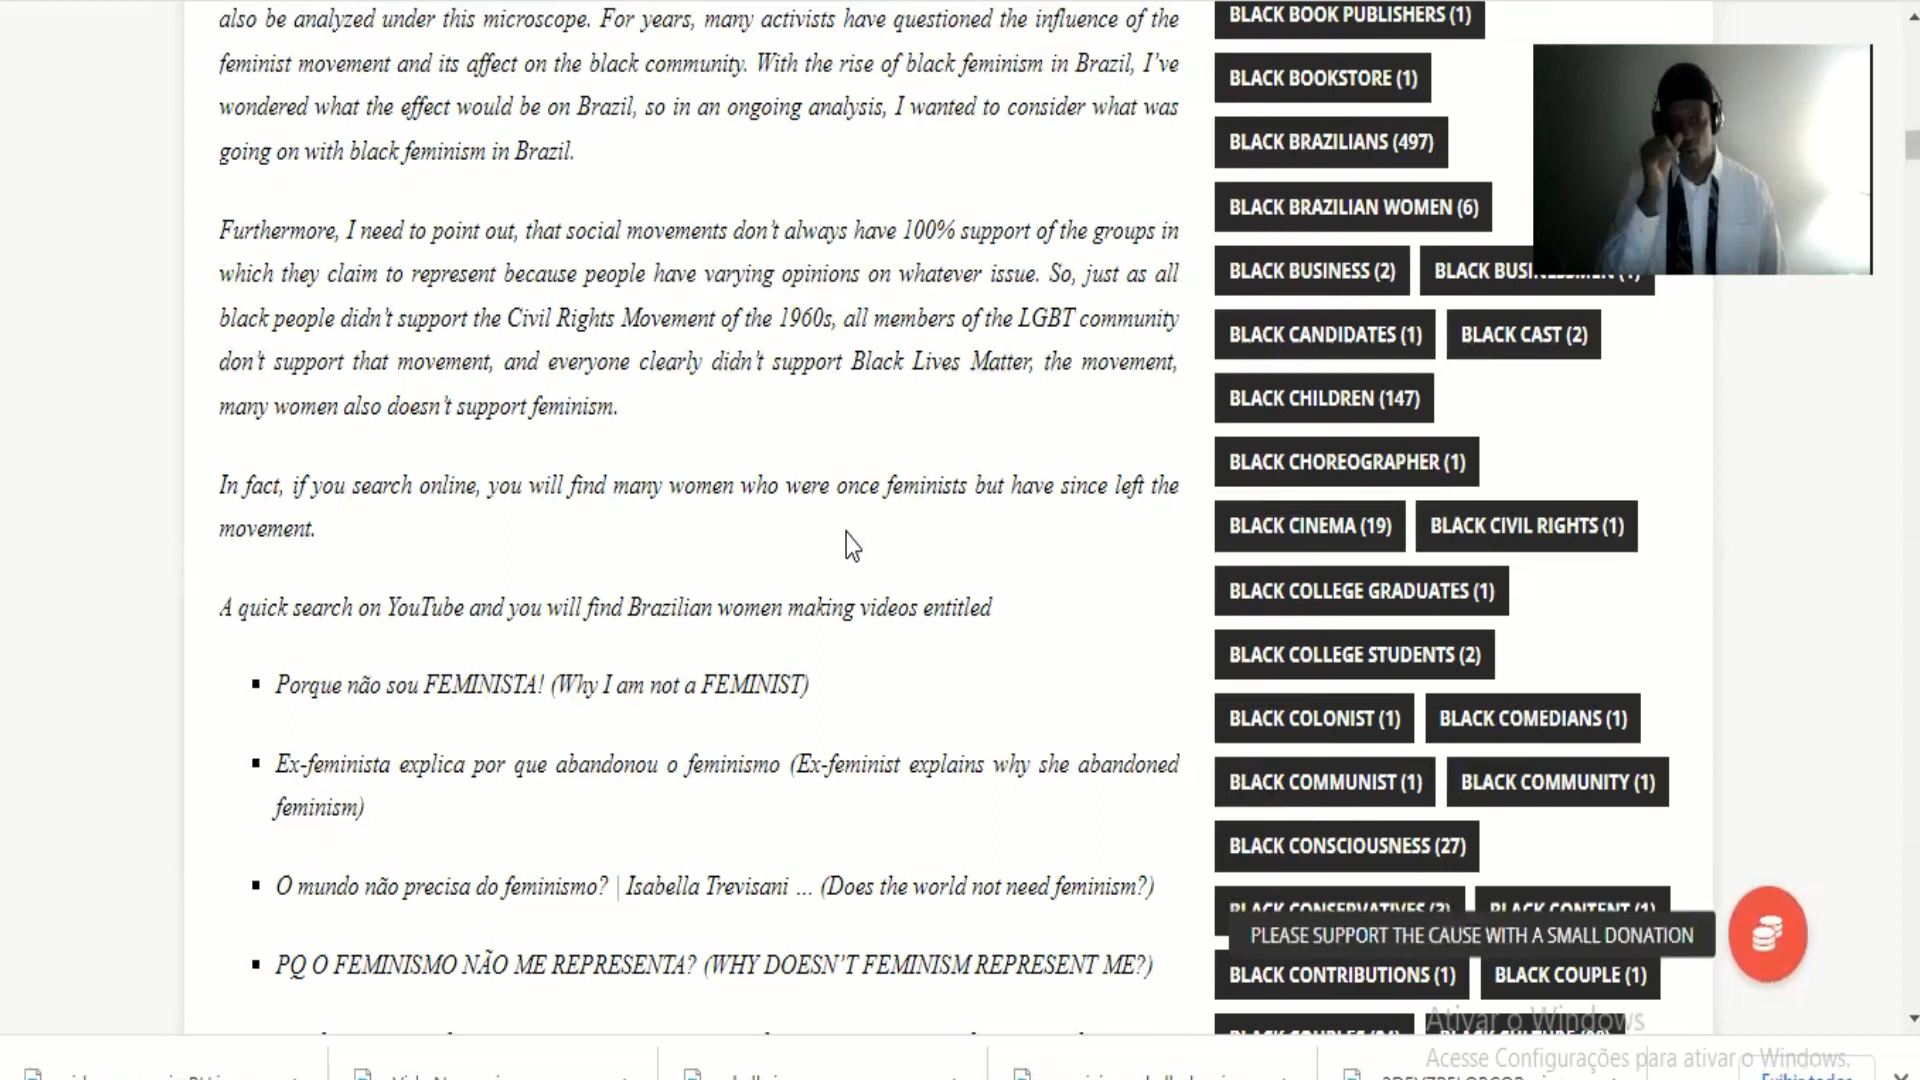 also be analyzed under this microscope. For years, many activists have questioned the influence of the
feminist movement and its affect on the black community. With the rise of black feminism in Brazil, I’ve
wondered what the effect would be on Brazil, so in an ongoing analysis, I wanted to consider what was
going on with black feminism in Brazil.
Furthermore, I need to point out, that social movements don’t always have 100% support of the groups in
which they claim to represent because people have varying opinions on whatever issue. So, just as all
black people didn’t support the Civil Rights Movement of the 1960s, all members of the LGBT community
don’t support that movement, and everyone clearly didn’t support Black Lives Matter, the movement,
many women also doesn’t support feminism.
In fact, if you search online, you will find many women who were once feminists but have since left the
movement.
A quick search on YouTube and you will find Brazilian women making videos entitled
▪ Porque não sou FEMINISTA! (Why I am not a FEMINIST)
▪ Ex-feminista explica por que abandonou o feminismo (Ex-feminist explains why she abandoned
feminism)
▪ O mundo não precisa do feminismo? | Isabella Trevisani ... (Does the world not need feminism?)
▪ PQ O FEMINISMO NÃO ME REPRESENTA? (WHY DOESN’T FEMINISM REPRESENT ME?)
BLACK BOOK PUBLISHERS (1)
BLACK BOOKSTORE (1)
BLACK BRAZILIANS (497)
BLACK BRAZILIAN WOMEN (6)
BLACK BUSINESS (2) BLACK BUSINESSMEN (1)
BLACK CANDIDATES (1) BLACK CAST (2)
BLACK CHILDREN (147)
BLACK CHOREOGRAPHER (1)
BLACK CINEMA (19) BLACK CIVIL RIGHTS (1)
BLACK COLLEGE GRADUATES (1)
BLACK COLLEGE STUDENTS (2)
BLACK COLONIST (1) BLACK COMEDIANS (1)
BLACK COMMUNIST (1) BLACK COMMUNITY (1)
BLACK CONSCIOUSNESS (27)
BLACK CONSERVATIVES (3) BLACK CONTENT (1)
PLEASE SUPPORT THE CAUSE WITH A SMALL DONATION
BLACK CONTRIBUTIONS (1) BLACK COUPLE (1)
Ativar o Windows
Acesse Configurações para ativar o Windows.